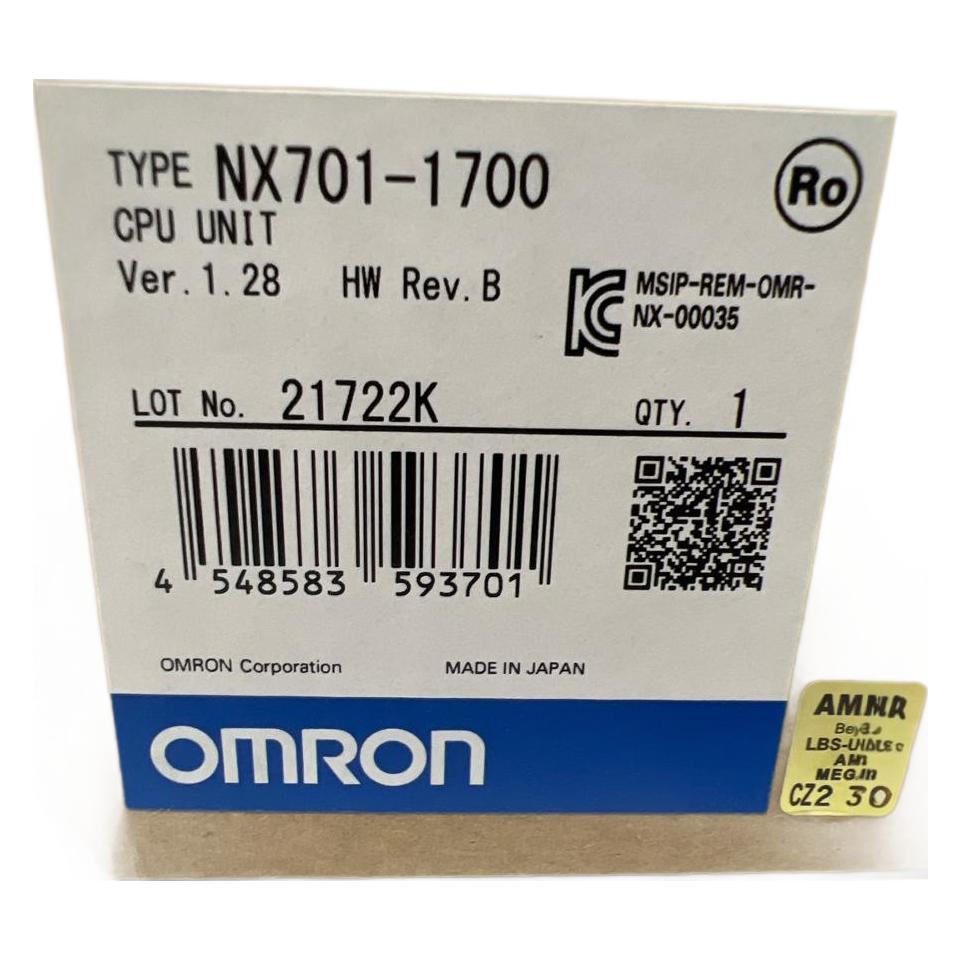 TYPE NX701-1700
Ro
CPU UNIT
Ver.1.28 HW Rev.B
MSIP-REM-OMR-
NX-00035
LOT No. 21722K QTY. 1
4 548583 593701
OMRON Corporation MADE IN JAPAN
OMRON
CZ2 30